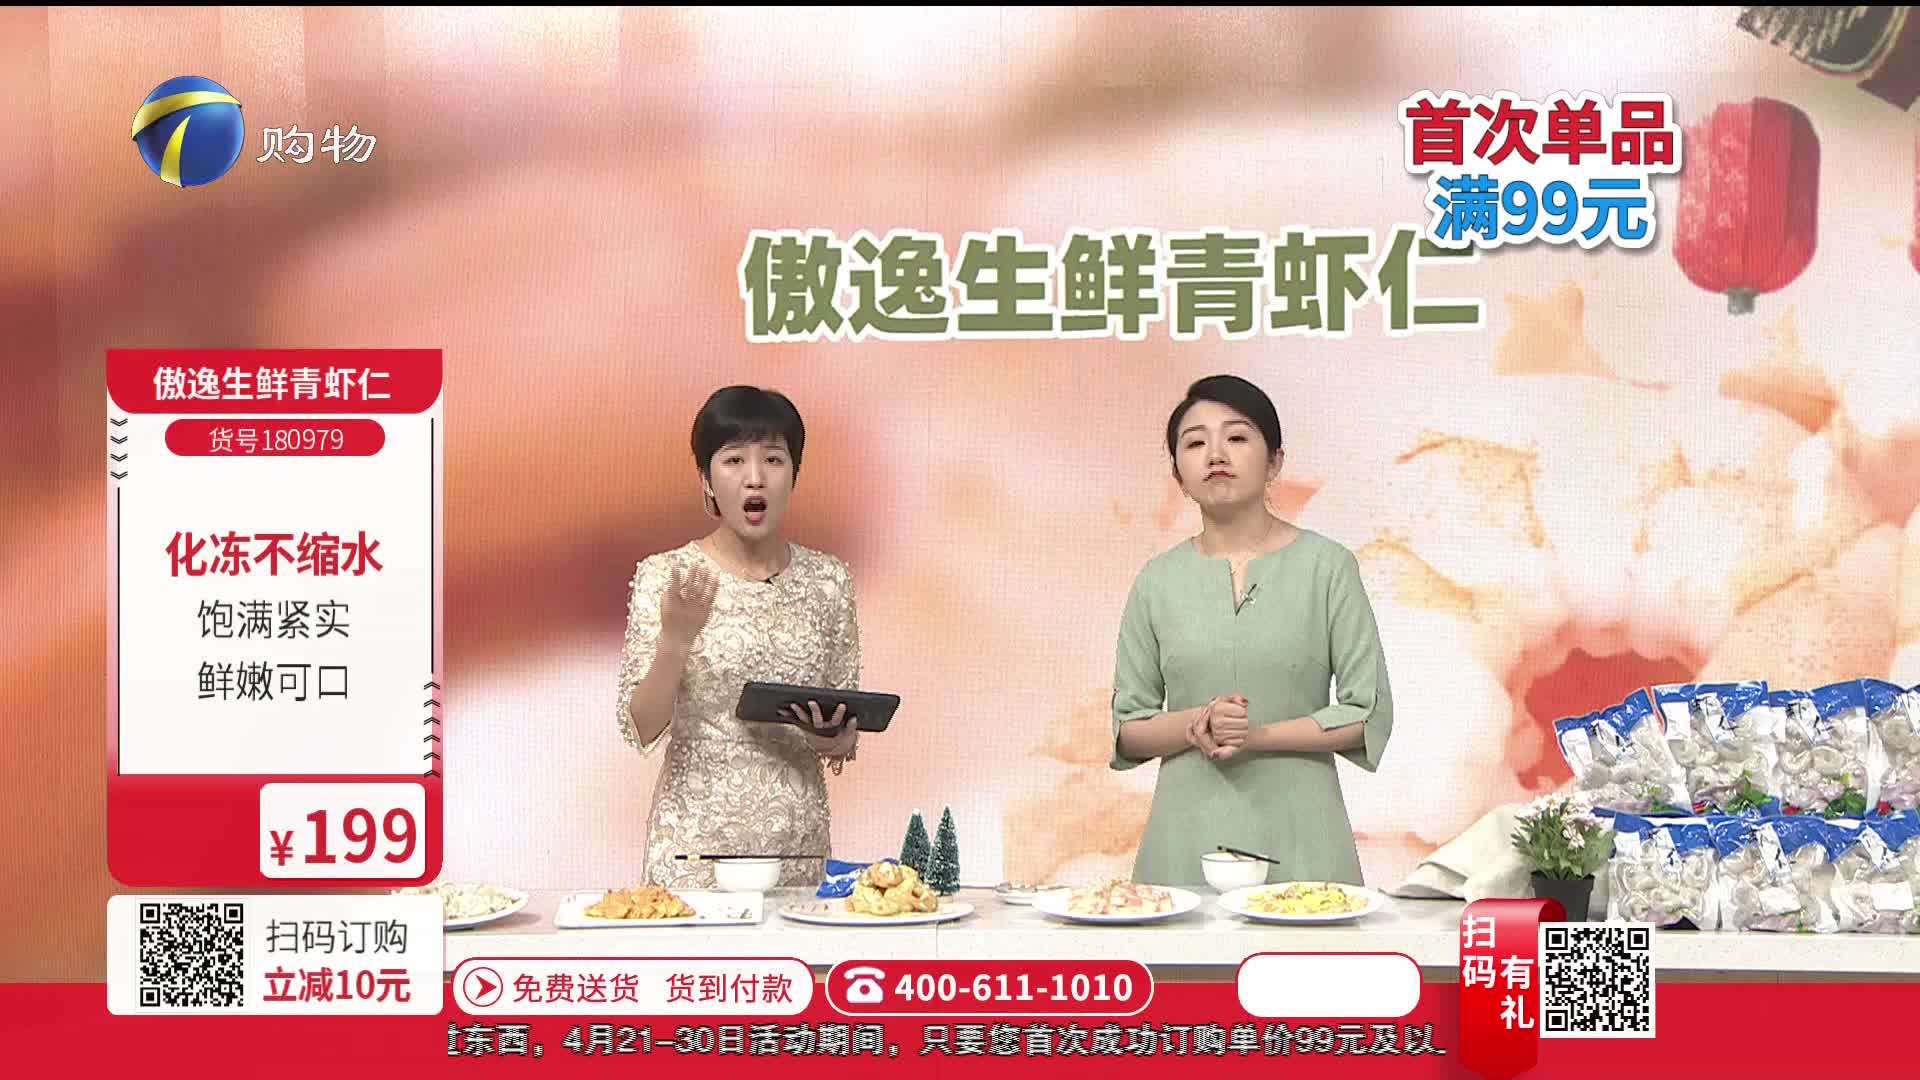 购物
首次单品
满99元
傲逸生鲜青虾仁
傲逸生鲜青虾仁
货号180979
化冻不缩水
饱满紧实
鲜嫩可口
¥199
扫码订购
立减10元
免费送货 货到付款
400-611-1010
扫码有礼
东西，4月21-30日活动期间，只要您首次成功订购单价99元及以